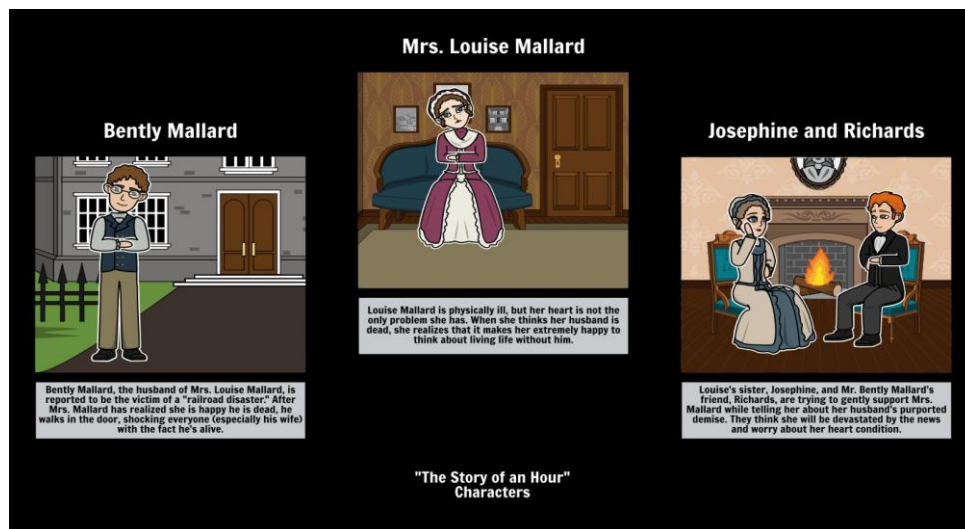 Mrs. Louise Mallard
Bently Mallard
Josephine and Richards
Louise Mallard is physically ill, but her heart is not the
only problem she has. When she thinks her husband is
dead, she realizes that it makes her extremely happy to
think about living life without him.
Bently Mallard, the husband of Mrs. Louise Mallard, is
reported to be the victim of a "railroad disaster." After
Mrs. Mallard has realized she is happy he is dead, he
walks in the door, shocking everyone (especially his wife)
with the fact he's alive.
Louise's sister, Josephine, and Mr. Bently Mallard's
friend, Richards, are trying to gently support Mrs.
Mallard while telling her about her husband's purported
demise. They think she will be devastated by the news
and worry about her heart condition.
"The Story of an Hour"
Characters